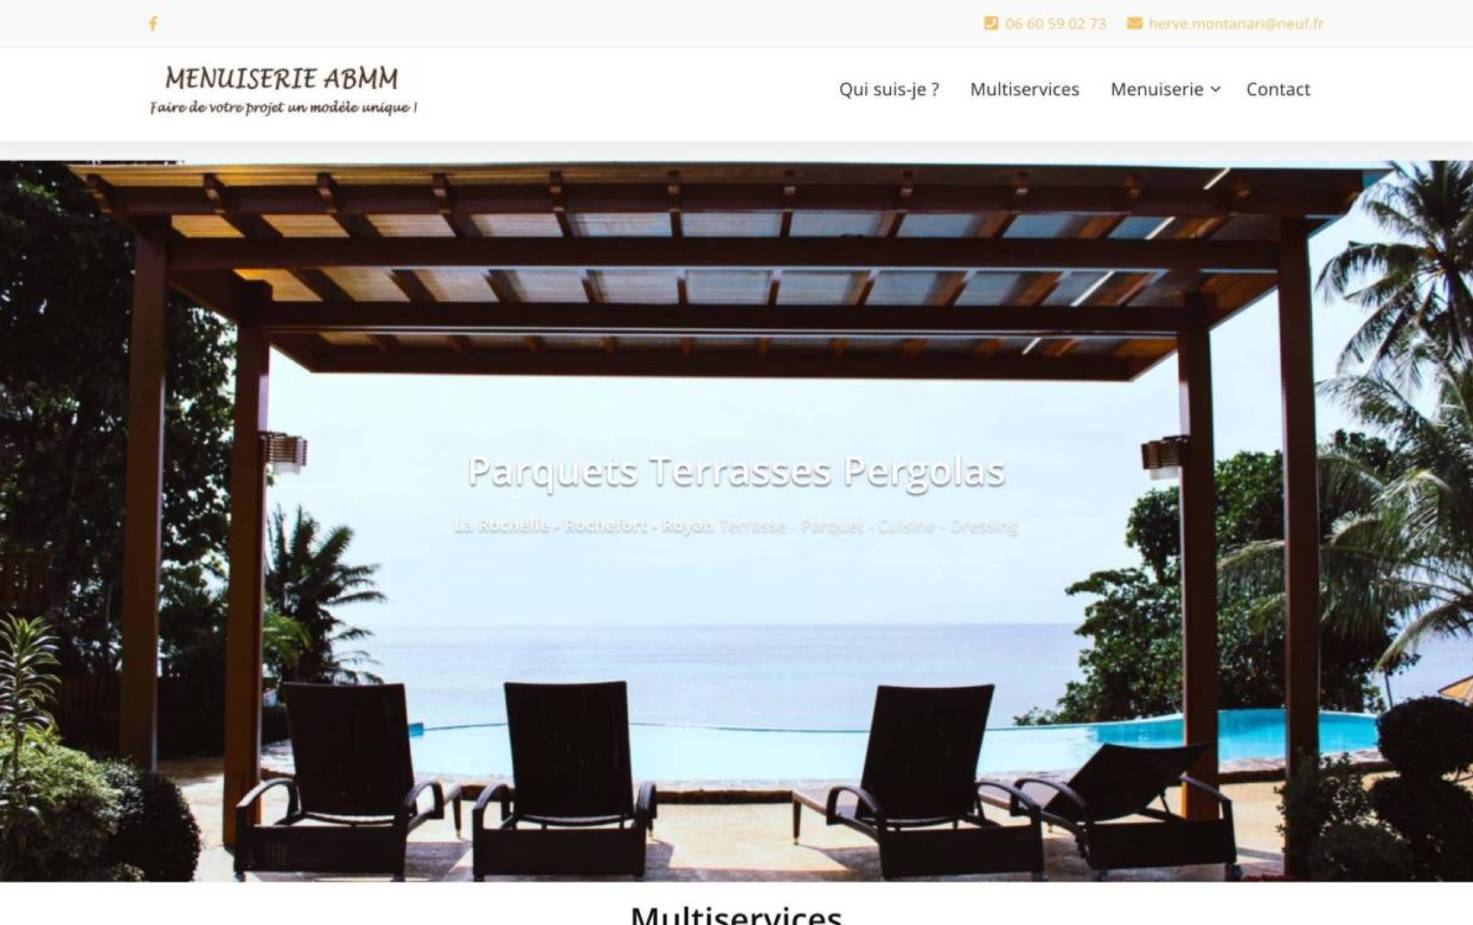 06 60 59 02 73 herve.montanari@neuf.fr
MENUISERIE ABMM
Faire de votre projet un modèle unique !
Qui suis-je ? Multiservices Menuiserie Contact
Parquets Terrasses Pergolas
La Rochelle - Rochefort - Royan Terrasse - Parquet - Cuisine - Dressing
Multiservices